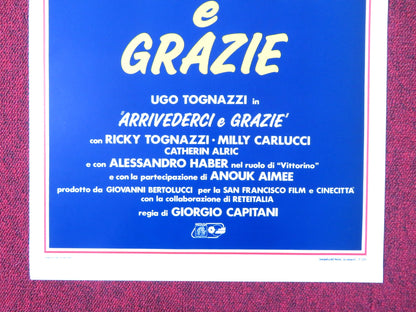 e
GRAZIE
UGO TOGNAZZI in
'ARRIVEDERCI e GRAZIE'
con RICKY TOGNAZZI • MILLY CARLUCCI
CATHERIN ALRIC
e con ALESSANDRO HABER nel ruolo di “Vittorino”
e con la partecipazione di ANOUK AIMEE
prodotto da GIOVANNI BERTOLUCCI per la SAN FRANCISCO FILM e CINECITTÀ
con la collaborazione di RETEITALIA
regia di GIORGIO CAPITANI